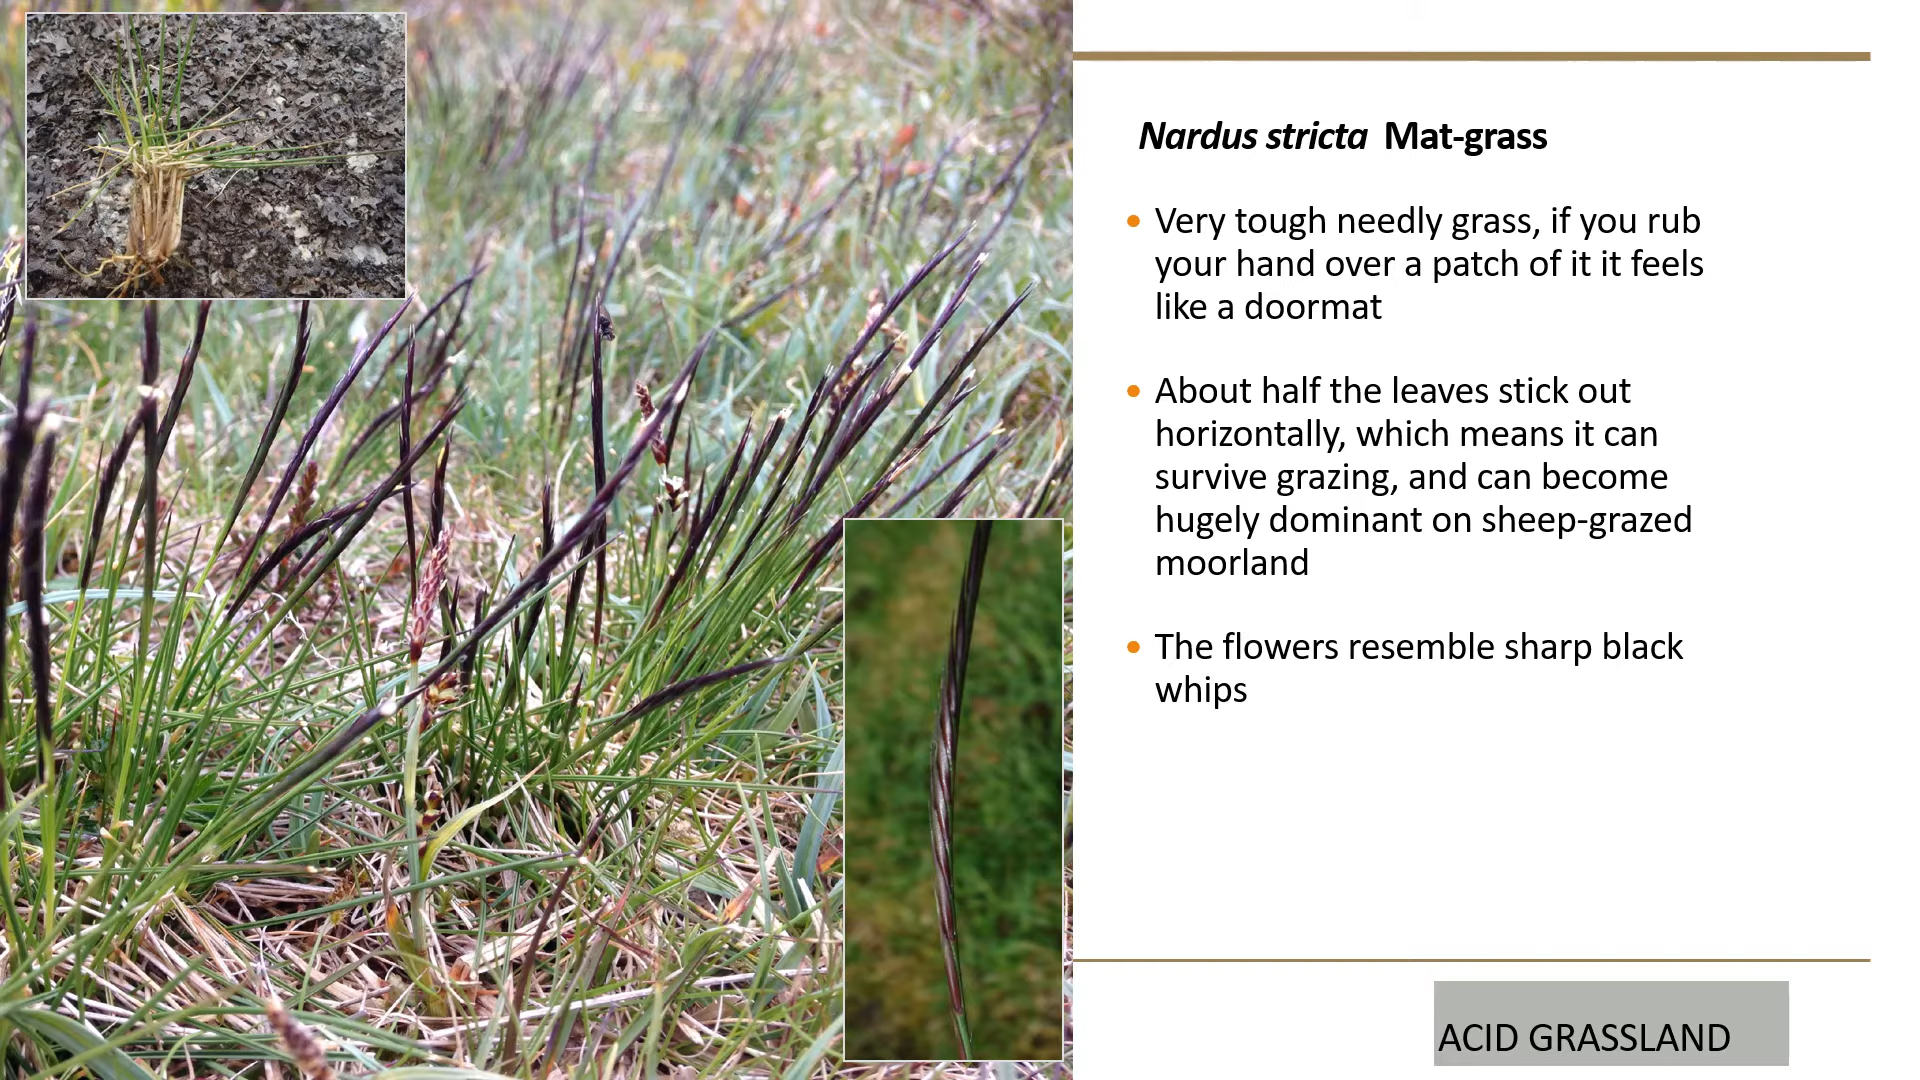 Nardus stricta Mat-grass
• Very tough needly grass, if you rub
your hand over a patch of it it feels
like a doormat
• About half the leaves stick out
horizontally, which means it can
survive grazing, and can become
hugely dominant on sheep-grazed
moorland
• The flowers resemble sharp black
whips
ACID GRASSLAND